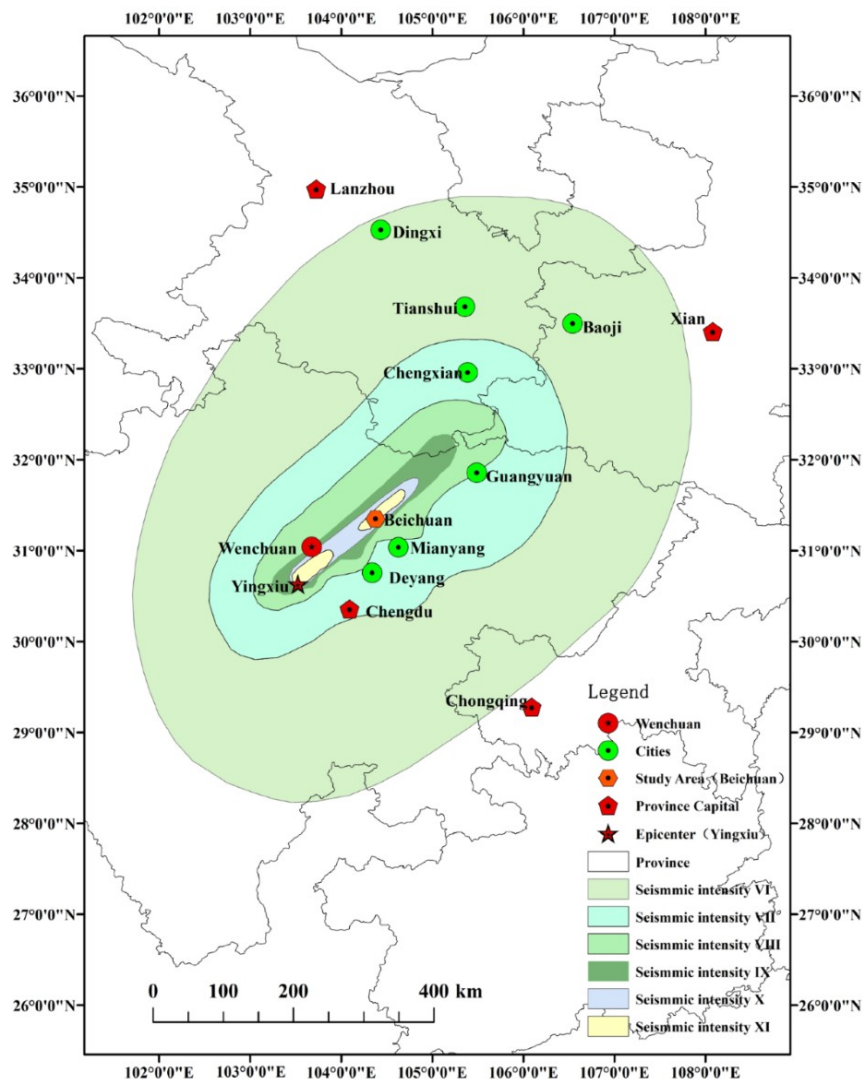 102°0'0"E 103°0'0"E 104°0'0"E 105°0'0"E 106°0'0"E 107°0'0"E 108°0'0"E
36°0'0"N 36°0'0"N
35°0'0"N Lanzhou 35°0'0"N
Dingxi
34°0'0"N 34°0'0"N
Tianshui
Baoji
Xian
33°0'0"N 33°0'0"N
Chengxian
32°0'0"N 32°0'0"N
Guangyuan
Beichuan
31°0'0"N Wenchuan Mianyang 31°0'0"N
Yingxiu Deyang
Chengdu
30°0'0"N 30°0'0"N
Chongqing
29°0'0"N 29°0'0"N
28°0'0"N 28°0'0"N
27°0'0"N 27°0'0"N
26°0'0"N 26°0'0"N
Legend
Wenchuan
Cities
Study Area（Beichuan）
Province Capital
Epicenter（Yingxiu）
Province
Seismmic intensity VI
Seismmic intensity VII
Seismmic intensity VIII
Seismmic intensity IX
Seismmic intensity X
Seismmic intensity XI
0 100 200 400 km
102°0'0"E 103°0'0"E 104°0'0"E 105°0'0"E 106°0'0"E 107°0'0"E 108°0'0"E